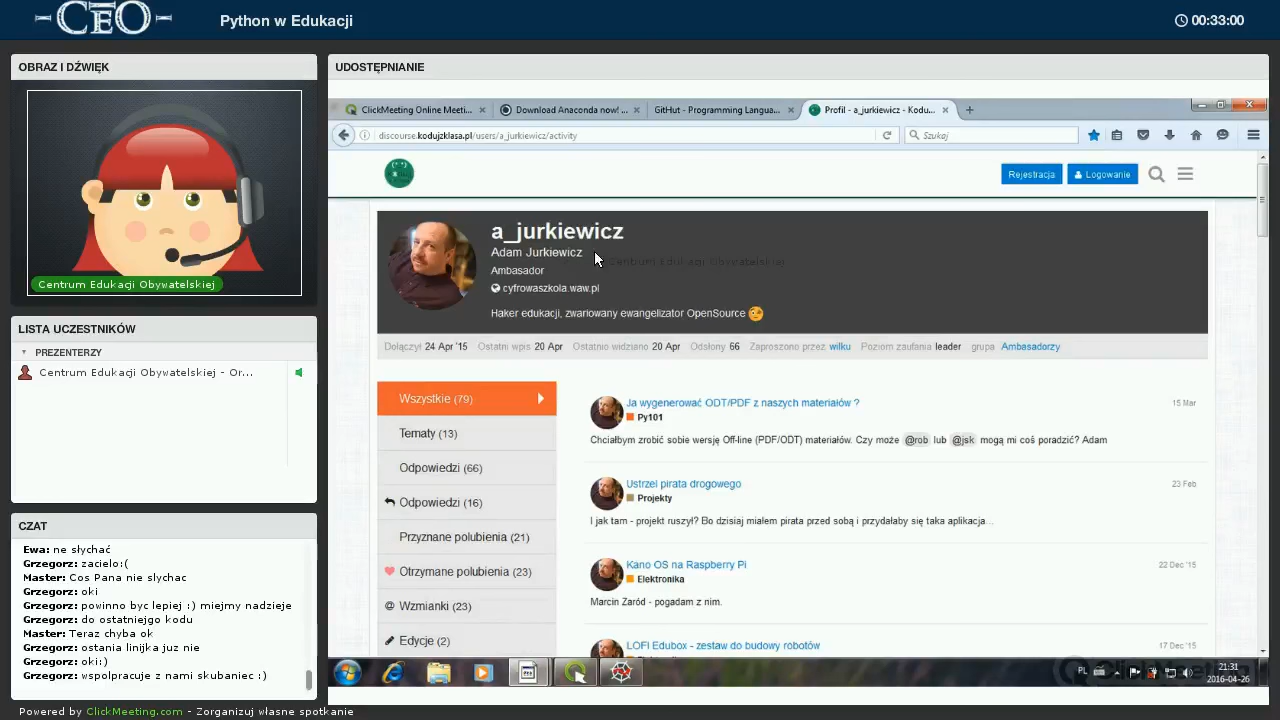 CEO
Python w Edukacji
00:33:00
OBRAZ I DŹWIĘK
Centrum Edukacji Obywatelskiej
LISTA UCZESTNIKÓW
PREZENTERZY
Centrum Edukacji Obywatelskiej - Or...
CZAT
Ewa: ne słychać
Grzegorz: zacielo:(
Master: Cos Pana nie slychac
Grzegorz: oki
Grzegorz: powinno byc lepiej :) miejmy nadzieje
Grzegorz: do ostatniejgo kodu
Master: Teraz chyba ok
Grzegorz: ostania linijka juz nie
Grzegorz: oki:)
Grzegorz: wspolpracuje z nami skubaniec :)
Powered by ClickMeeting.com - Zorganizuj własne spotkanie
UDOSTĘPNIANIE
ClickMeeting Online Meeti...
Download Anaconda now! ...
GitHut - Programming Langua...
Profil - a_jurkiewicz - Koduj...
discourse.kodujzklasa.pl/users/a_jurkiewicz/activity
Szukaj
Rejestracja
Logowanie
a_jurkiewicz
Adam Jurkiewicz
Centrum Edukacji Obywatelskiej
Ambasador
cyfrowaszkola.waw.pl
Haker edukacji, zwariowany ewangelizator OpenSource
Dołączył 24 Apr '15 Ostatni wpis 20 Apr Ostatnio widziano 20 Apr Odsłony 66 Zaproszono przez wilku Poziom zaufania leader grupa Ambasadorzy
Wszystkie (79)
Tematy (13)
Odpowiedzi (66)
Odpowiedzi (16)
Przyznane polubienia (21)
Otrzymane polubienia (23)
@ Wzmianki (23)
Edycje (2)
Ja wygenerować ODT/PDF z naszych materiałów ?
15 Mar
Py101
Chciałbym zrobić sobie wersję Off-line (PDF/ODT) materiałów. Czy może @rob lub @jsk mogą mi coś poradzić? Adam
Ustrzel pirata drogowego
23 Feb
Projekty
I jak tam - projekt ruszył? Bo dzisiaj miałem pirata przed sobą i przydałaby się taka aplikacja...
Kano OS na Raspberry Pi
22 Dec '15
Elektronika
Marcin Zaród - pogadam z nim.
LOFI Edubox - zestaw do budowy robotów
17 Dec '15
PL
21:31
2016-04-26